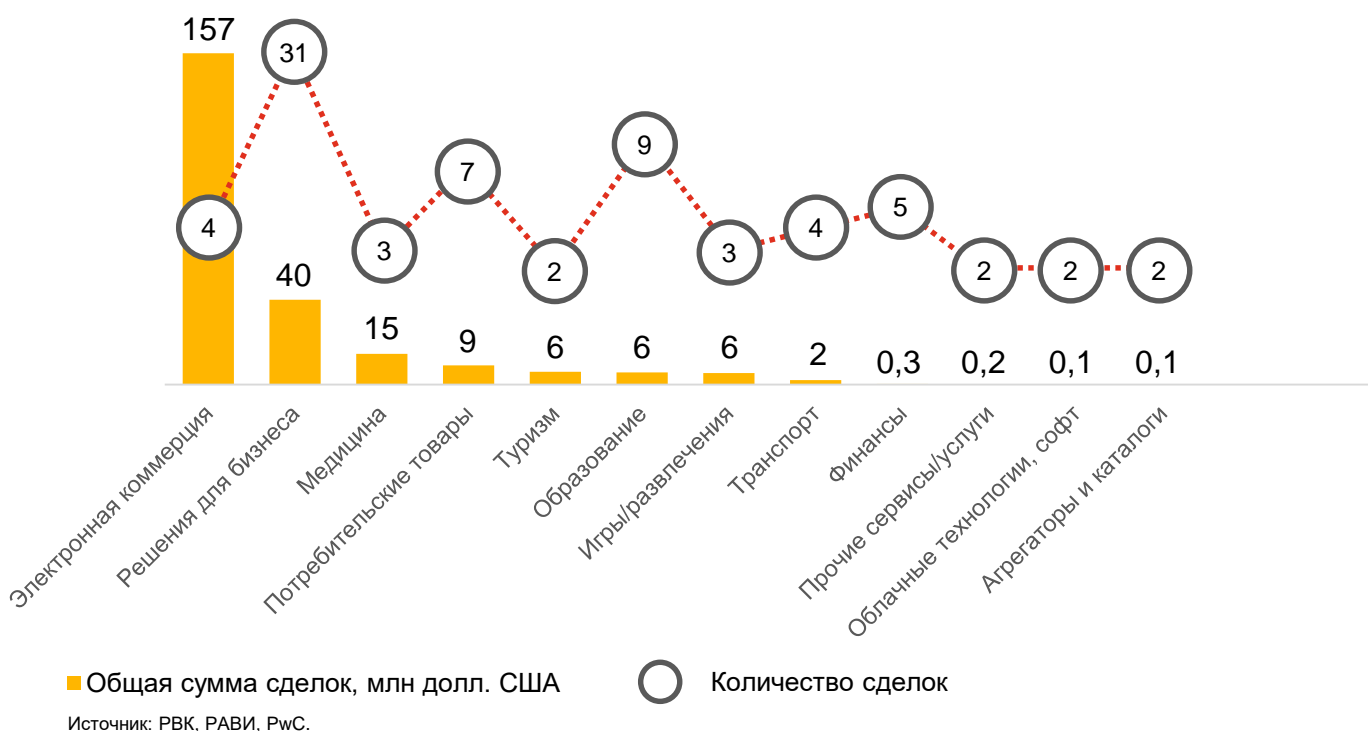 157
31
4
40
3
15
7
9
2
6
9
6
3
6
4
2
5
0,3
2
0,2
2
0,1
2
0,1
Электронная коммерция
Решения для бизнеса
Медицина
Потребительские товары
Туризм
Образование
Игры/развлечения
Транспорт
Финансы
Прочие сервисы/услуги
Облачные технологии, софт
Агрегаторы и каталоги
Общая сумма сделок, млн долл. США
Количество сделок
Источник: РВК, РАВИ, PwC.